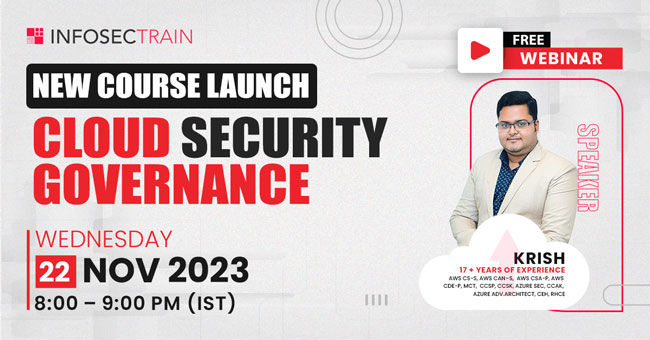 INFOSECTRAIN
FREE
WEBINAR
NEW COURSE LAUNCH
CLOUD SECURITY
GOVERNANCE
SPEAKER
WEDNESDAY
22 NOV 2023
8:00 – 9:00 PM (IST)
KRISH
17 + YEARS OF EXPERIENCE
AWS CS-S, AWS CAN-S, AWS CSA-P, AWS
CDE-P, MCT, CCSP, CCSK, AZURE SEC, CCAK,
AZURE ADV.ARCHITECT, CEH, RHCE